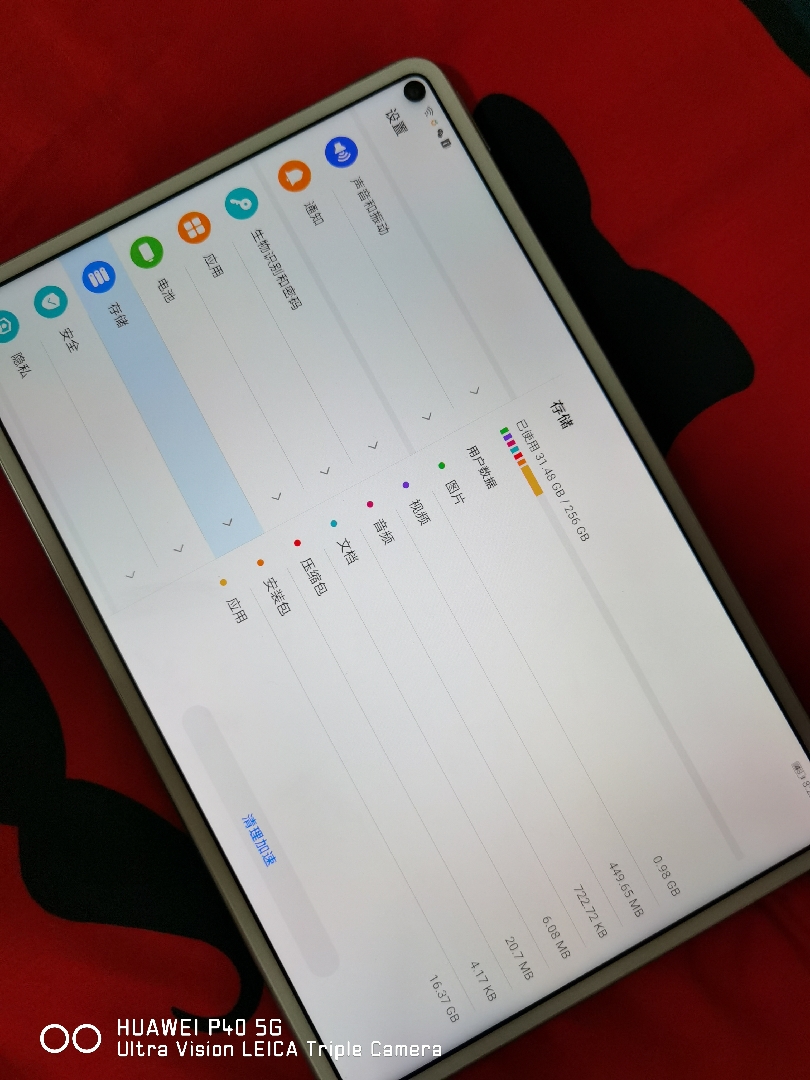 设置
声音和振动
通知
生物识别和密码
应用
电池
存储
安全
隐私
存储
已使用 31.48 GB / 256 GB
用户数据
图片 0.98 GB
视频 449.65 MB
音频 722.72 KB
文档 6.08 MB
压缩包 20.7 MB
安装包 4.17 KB
应用 16.37 GB
清理加速
HUAWEI P40 5G
Ultra Vision LEICA Triple Camera